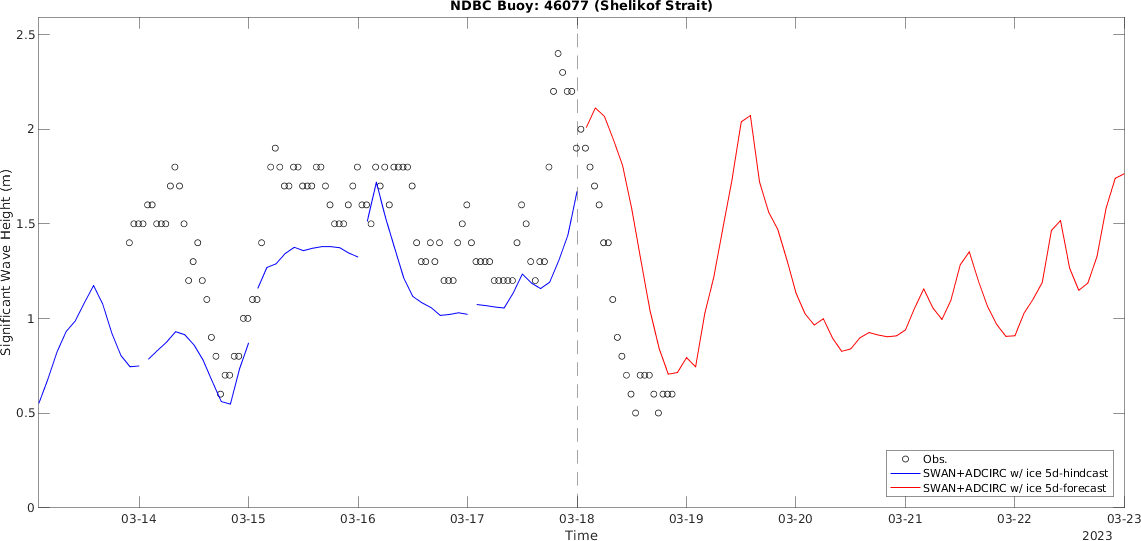 NDBC Buoy: 46077 (Shelikof Strait)
2.5
2
1.5
1
0.5
0
Significant Wave Height (m)
03-14 03-15 03-16 03-17 03-18 03-19 03-20 03-21 03-22 03-23
Time
2023
Obs.
SWAN+ADCIRC w/ ice 5d-hindcast
SWAN+ADCIRC w/ ice 5d-forecast